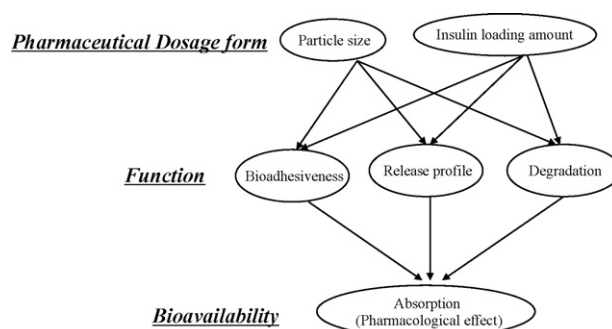 Pharmaceutical Dosage form
Particle size
Insulin loading amount
Function
Bioadhesiveness
Release profile
Degradation
Bioavailability
Absorption
(Pharmacological effect)